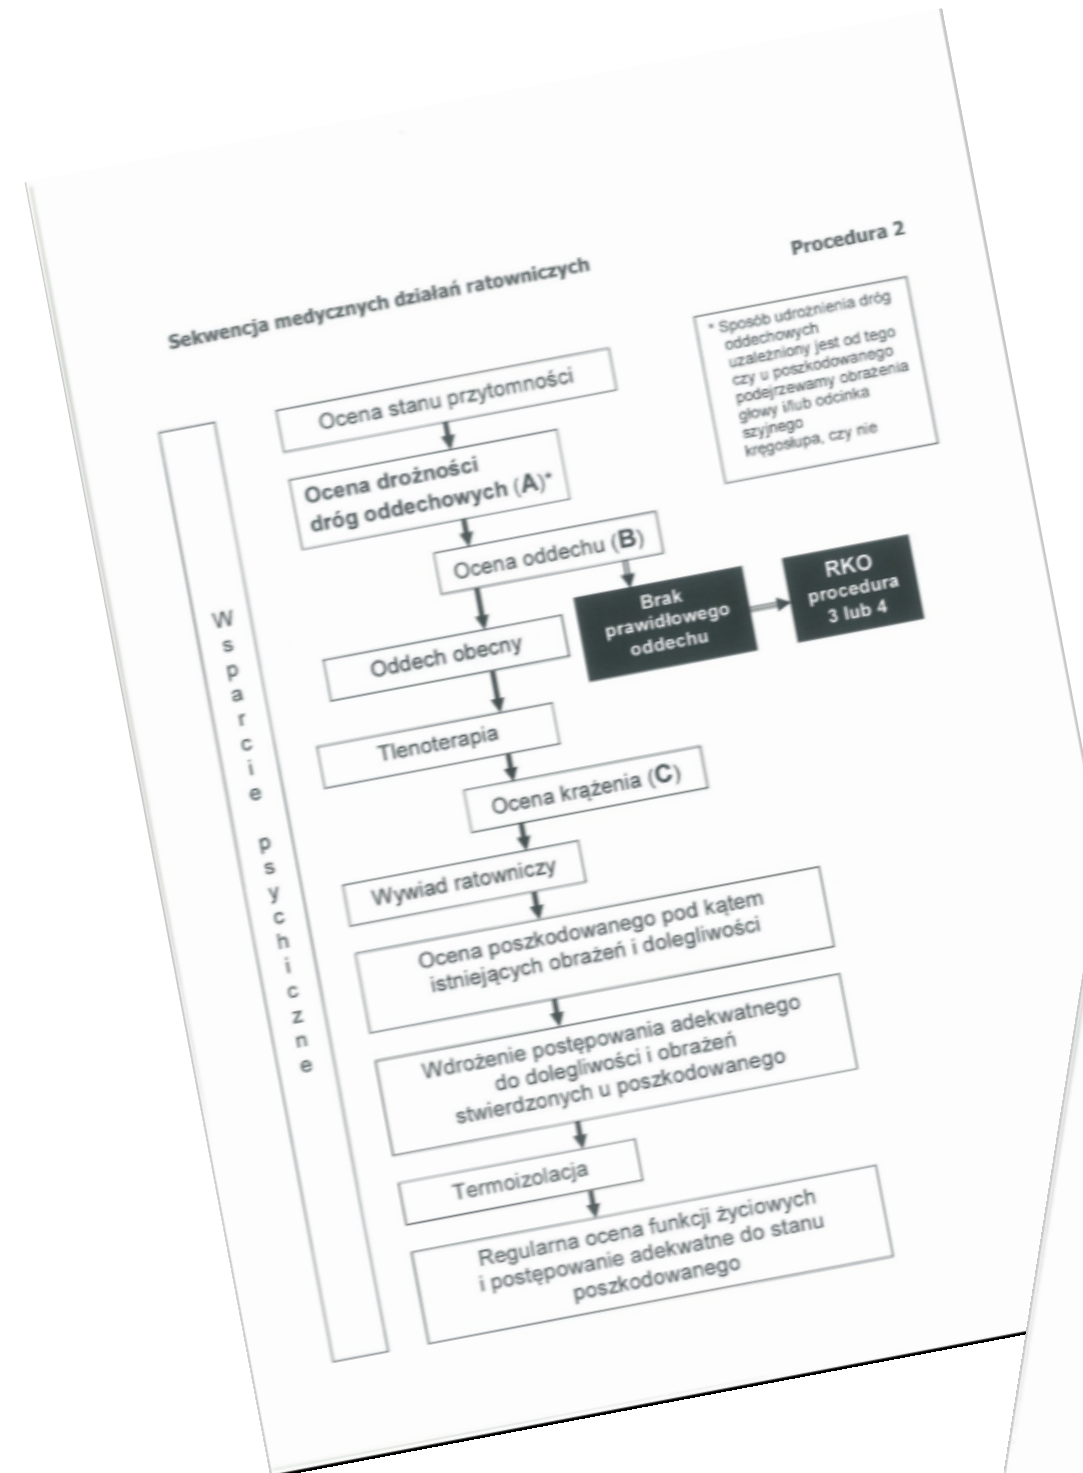 Procedura 2
Sekwencja medycznych działań ratowniczych
* Sposób udrożnienia dróg
oddechowych
uzależniony jest od tego
czy u poszkodowanego
podejrzewamy obrażenia
głowy i/lub odcinka
szyjnego
kręgosłupa, czy nie
Ocena stanu przytomności
Ocena drożności
dróg oddechowych (A)*
Ocena oddechu (B)
Brak
prawidłowego
oddechu
RKO
procedura
3 lub 4
Oddech obecny
Tlenoterapia
Ocena krążenia (C)
Wywiad ratowniczy
Ocena poszkodowanego pod kątem
istniejących obrażeń i dolegliwości
Wdrożenie postępowania adekwatnego
do dolegliwości i obrażeń
stwierdzonych u poszkodowanego
Termoizolacja
Regularna ocena funkcji życiowych
i postępowanie adekwatne do stanu
poszkodowanego
Wsparcie psychiczne